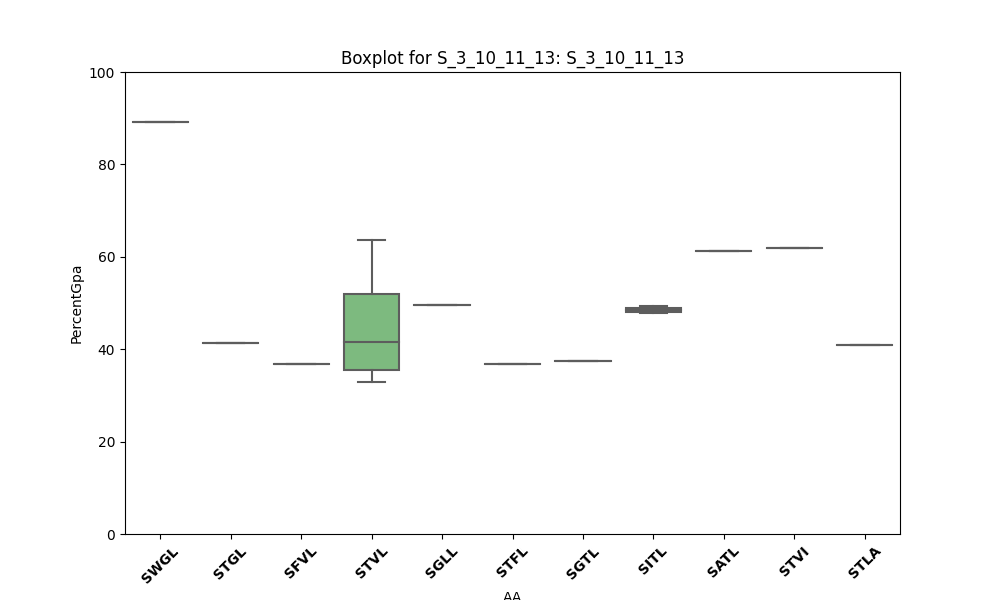 Boxplot for S_3_10_11_13: S_3_10_11_13
100
80
60
40
20
0
PercentGpa
SWGL
STGL
SFVL
STVL
SGLL
STFL
SGTL
SITL
SATL
STVI
STLA
AA